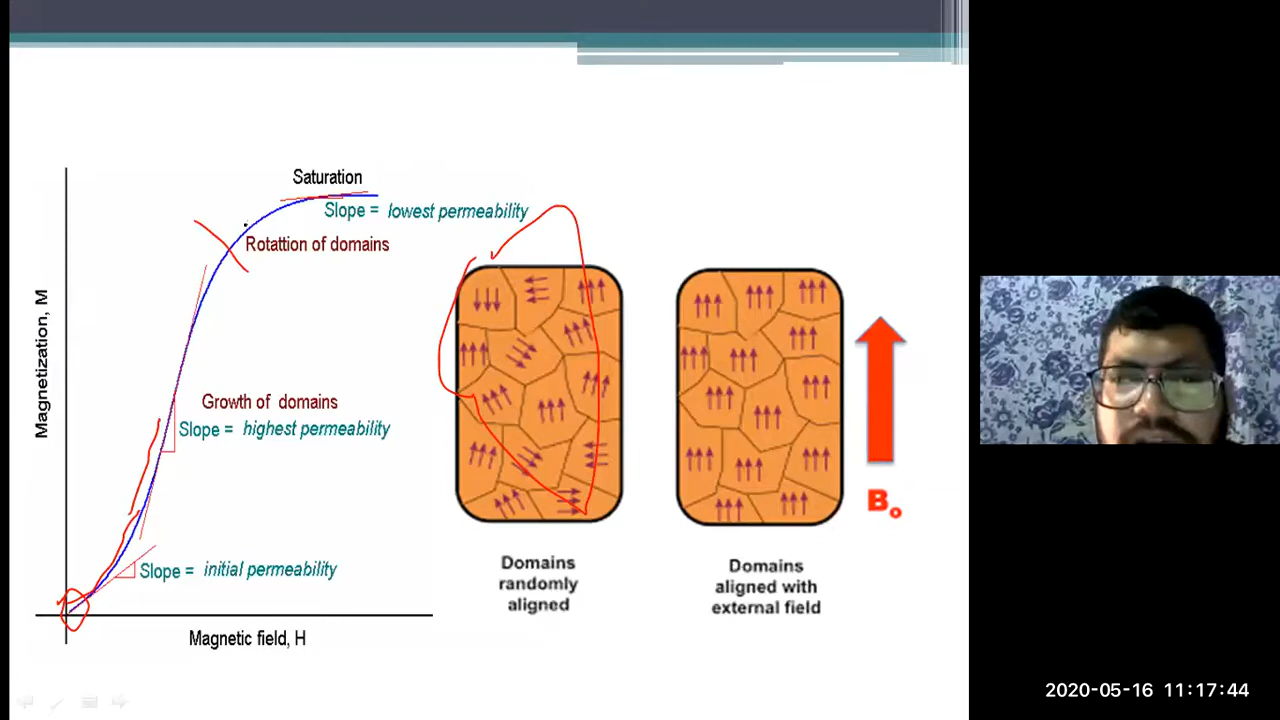 Saturation
Slope = lowest permeability
Rotattion of domains
Magnetization, M
Growth of domains
Slope = highest permeability
Slope = initial permeability
Magnetic field, H
Bo
Domains
randomly
aligned
Domains
aligned with
external field
2020-05-16 11:17:44